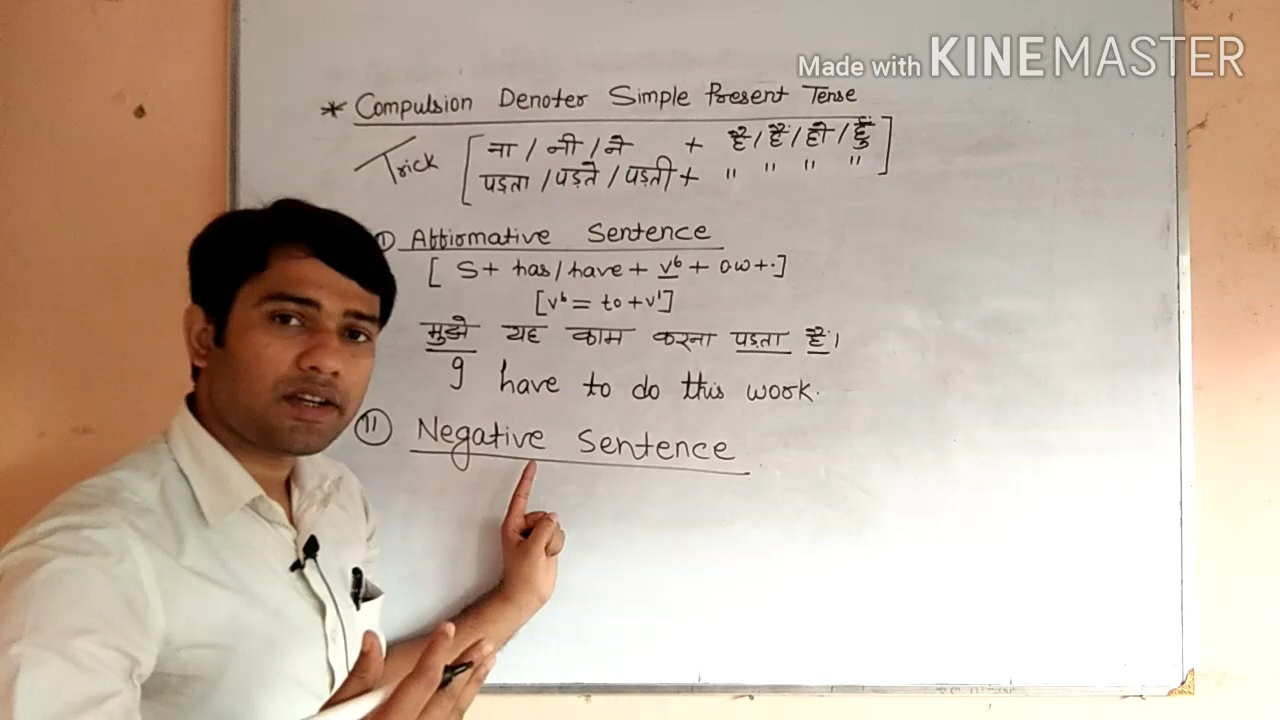 Made with KINEMASTER
* Compulsion Denoter Simple Present Tense
Trick [ ना / नी / ने + है / हैं / हो / हूँ ]
पड़ता / पड़ते / पड़ती + " " " "
① Affirmative Sentence
[ S + has/have + v⁶ + ow + . ]
[ v⁶ = to + v¹ ]
मुझे यह काम करना पड़ता है।
I have to do this work.
⑪ Negative Sentence